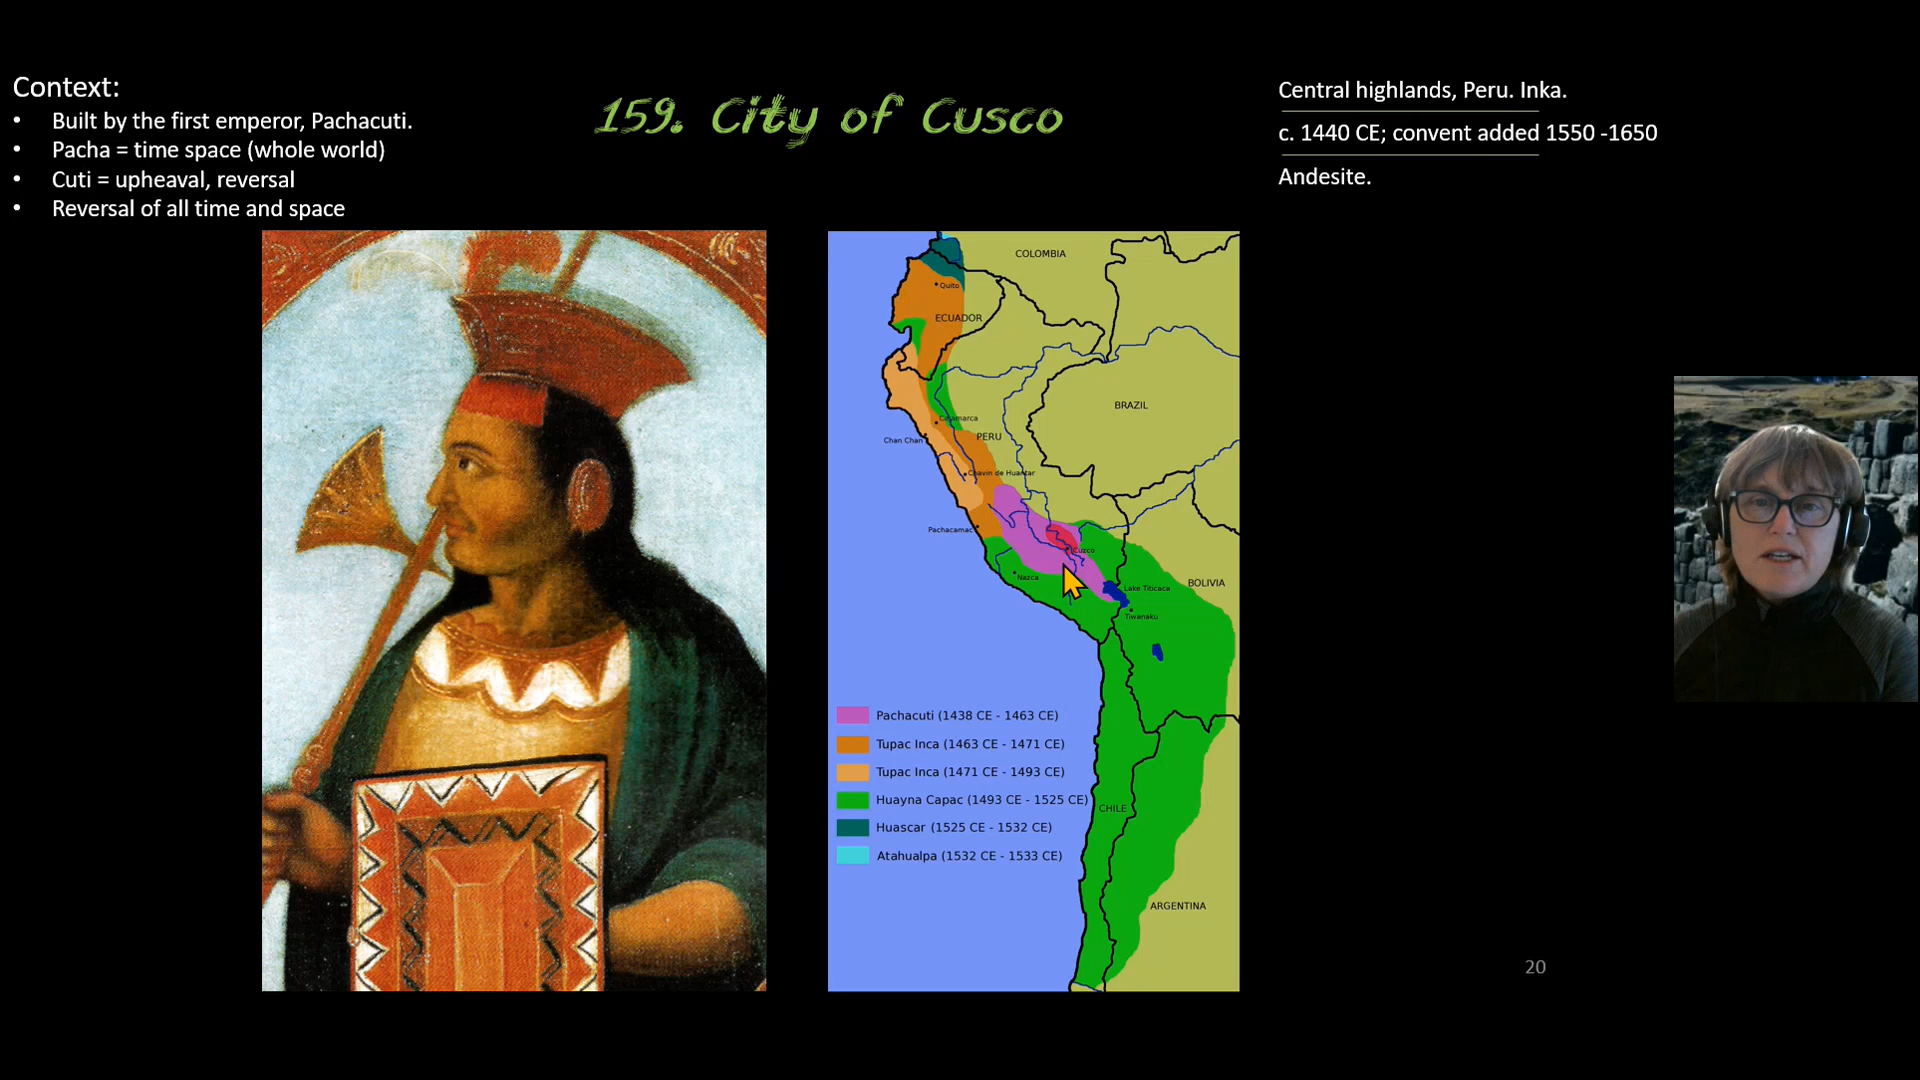 Context:
• Built by the first emperor, Pachacuti.
• Pacha = time space (whole world)
• Cuti = upheaval, reversal
• Reversal of all time and space
159. City of Cusco
Central highlands, Peru. Inka.
c. 1440 CE; convent added 1550 -1650
Andesite.
COLOMBIA
Quito
ECUADOR
BRAZIL
Cajamarca
PERU
Chan Chan
Chavin de Huantar
Pachacamac
Cuzco
Nazca
BOLIVIA
Lake Titicaca
Tiwanaku
Pachacuti (1438 CE - 1463 CE)
Tupac Inca (1463 CE - 1471 CE)
Tupac Inca (1471 CE - 1493 CE)
Huayna Capac (1493 CE - 1525 CE)
CHILE
Huascar (1525 CE - 1532 CE)
Atahualpa (1532 CE - 1533 CE)
ARGENTINA
20